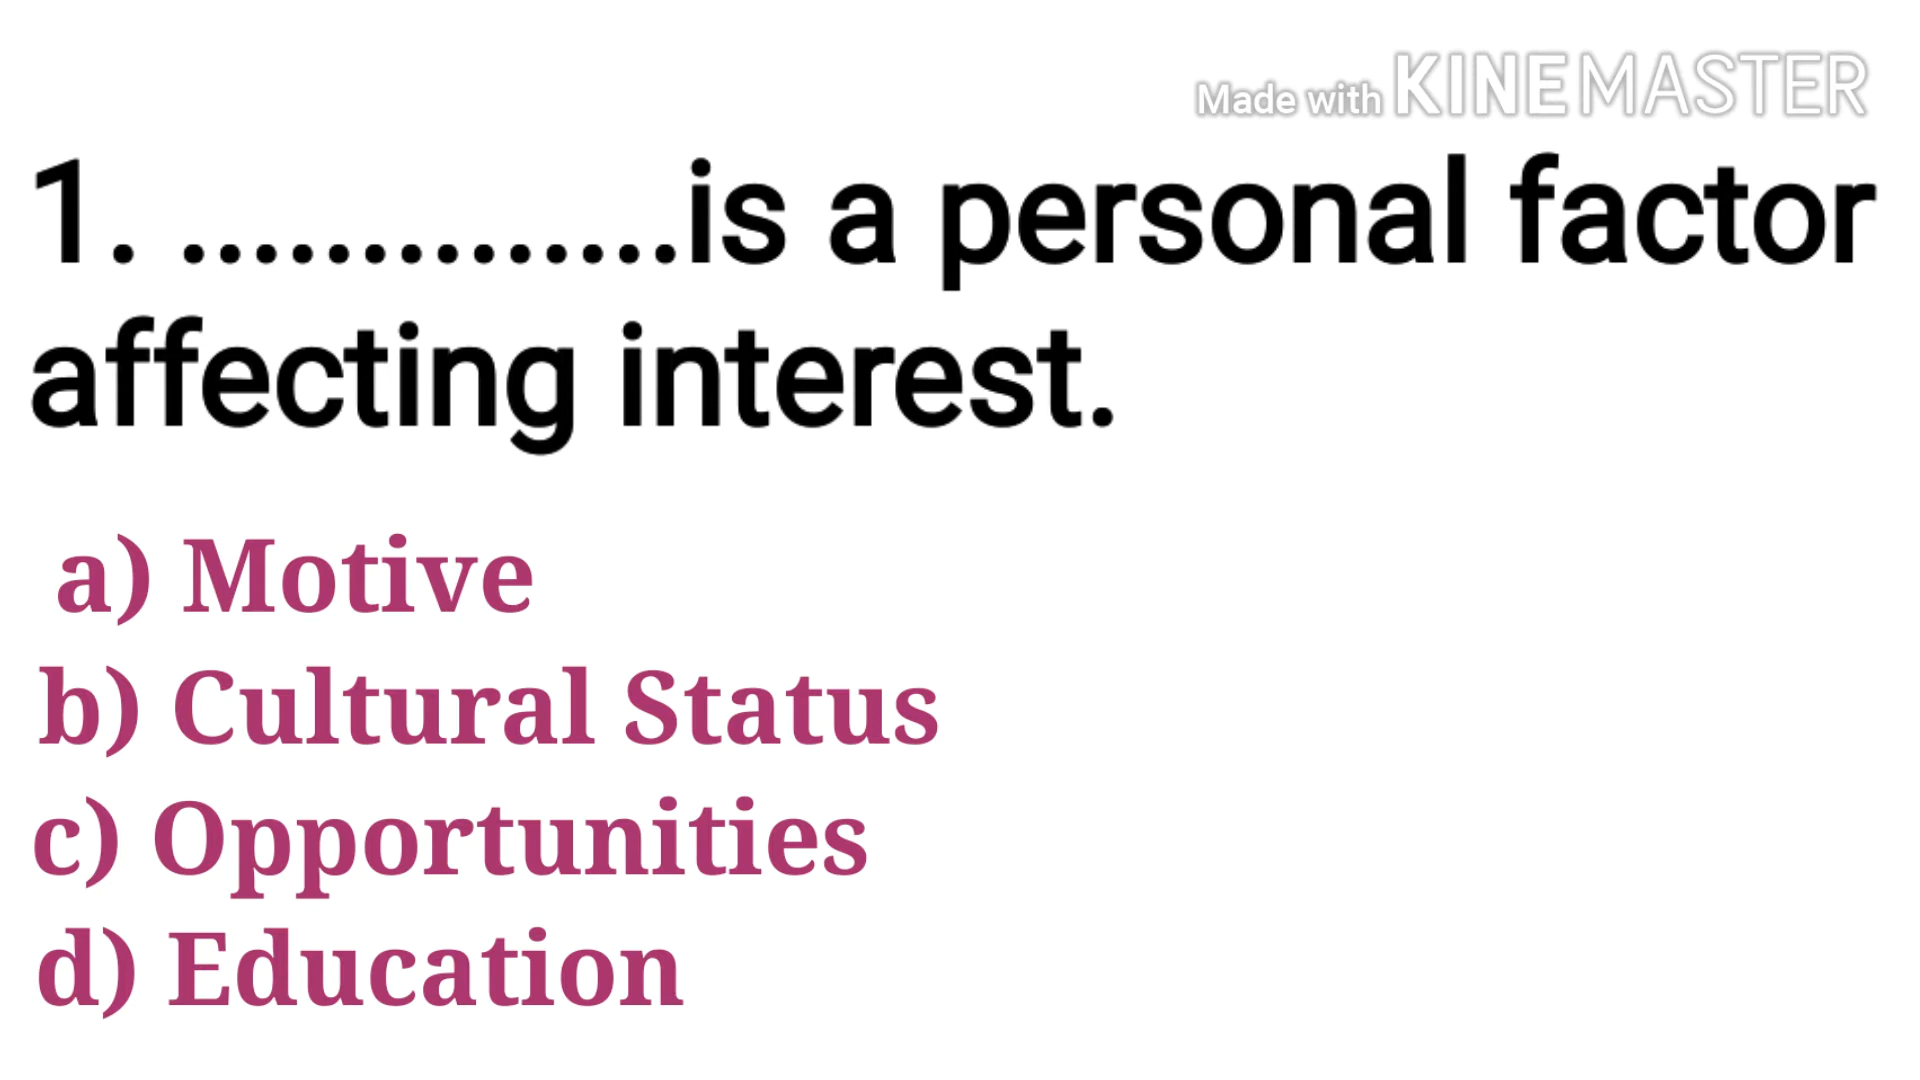 Made with KINEMASTER
1. ..............is a personal factor
affecting interest.
a) Motive
b) Cultural Status
c) Opportunities
d) Education